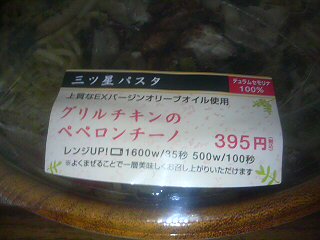 三ツ星パスタ
デュラムセモリナ
100%
上質なEXバージンオリーブオイル使用
グリルチキンの
ペペロンチーノ
395円
レンジUP! 1600w/35秒 500w/100秒
※よくまぜることで一層美味しくお召し上がりいただけます